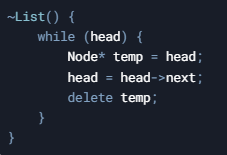 ~List() {
    while (head) {
        Node* temp = head;
        head = head->next;
        delete temp;
    }
}